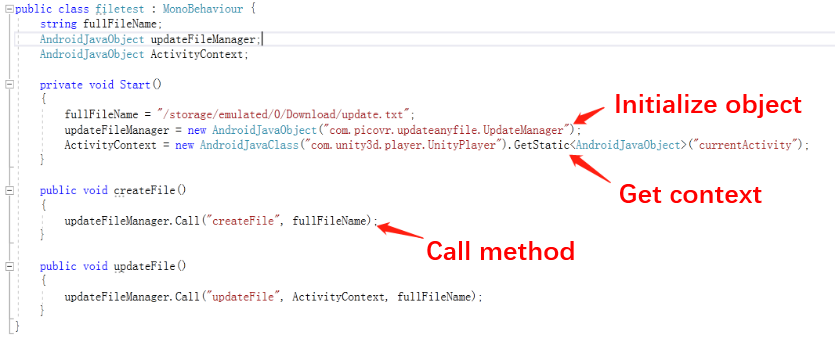 public class filetest : MonoBehaviour {
string fullFileName;
AndroidJavaObject updateFileManager;
AndroidJavaObject ActivityContext;
private void Start()
{
fullFileName = "/storage/emulated/0/Download/update.txt";
Initialize object
updateFileManager = new AndroidJavaObject("com.picovr.updateanyfile.UpdateManager");
ActivityContext = new AndroidJavaClass("com.unity3d.player.UnityPlayer").GetStatic<AndroidJavaObject>("currentActivity");
}
Get context
public void createFile()
{
updateFileManager.Call("createFile", fullFileName);
}
Call method
public void updateFile()
{
updateFileManager.Call("updateFile", ActivityContext, fullFileName);
}
}